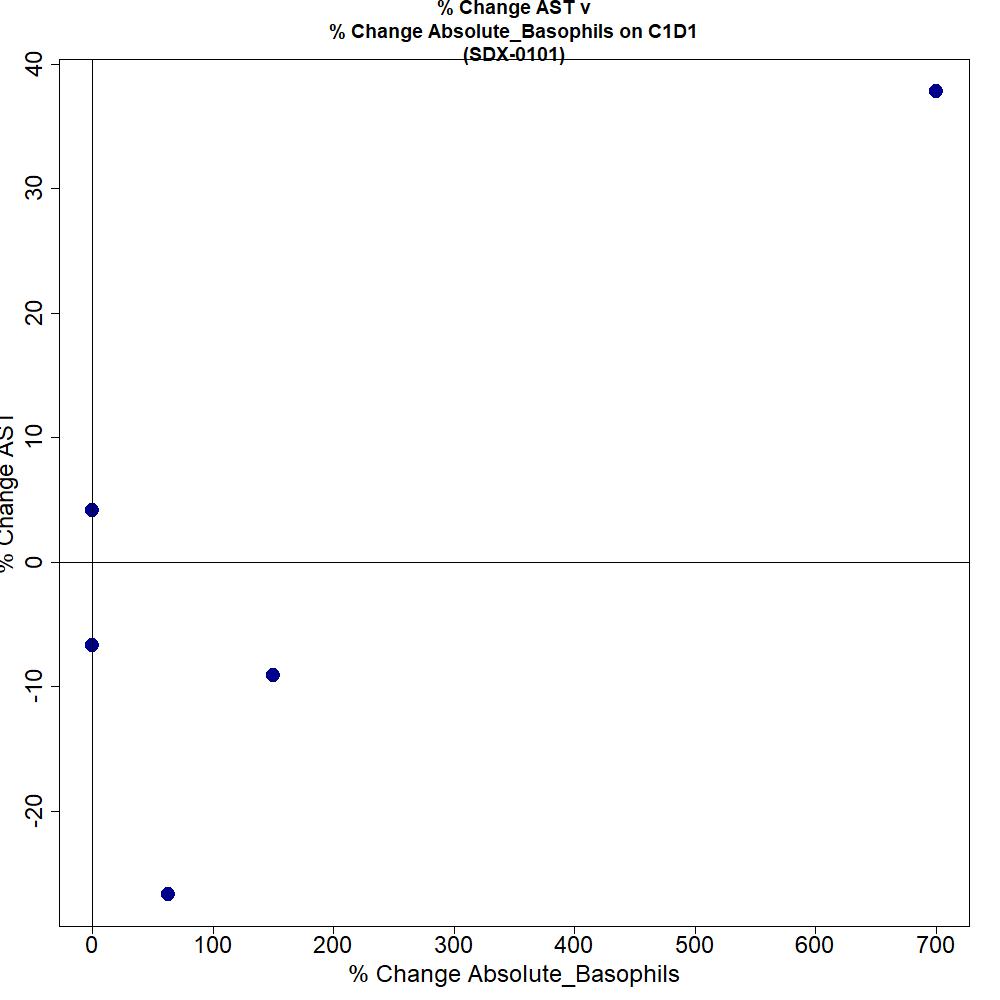 % Change AST v
% Change Absolute_Basophils on C1D1
(SDX-0101)
40
30
20
10
0
-10
-20
% Change AST
0 100 200 300 400 500 600 700
% Change Absolute_Basophils